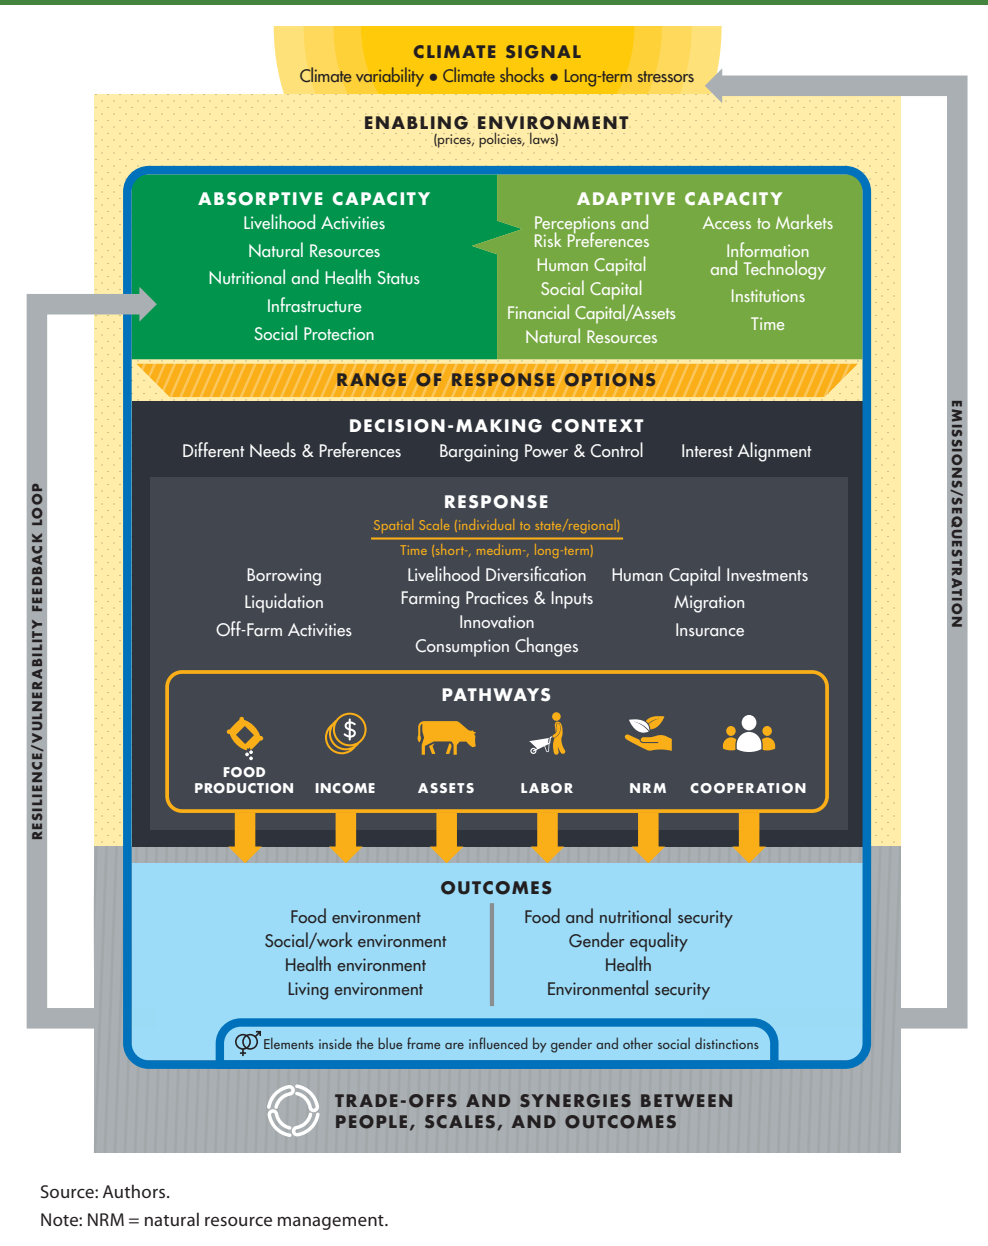 CLIMATE SIGNAL
Climate variability ● Climate shocks ● Long-term stressors
ENABLING ENVIRONMENT
(prices, policies, laws)
ABSORPTIVE CAPACITY
Livelihood Activities
Natural Resources
Nutritional and Health Status
Infrastructure
Social Protection
ADAPTIVE CAPACITY
Perceptions and
Risk Preferences
Human Capital
Social Capital
Financial Capital/Assets
Natural Resources
Access to Markets
Information
and Technology
Institutions
Time
RANGE OF RESPONSE OPTIONS
DECISION-MAKING CONTEXT
Different Needs & Preferences
Bargaining Power & Control
Interest Alignment
RESPONSE
Spatial Scale (individual to state/regional)
Time (short-, medium-, long-term)
Borrowing
Liquidation
Off-Farm Activities
Livelihood Diversification
Farming Practices & Inputs
Innovation
Consumption Changes
Human Capital Investments
Migration
Insurance
PATHWAYS
$
FOOD
PRODUCTION
INCOME
ASSETS
LABOR
NRM
COOPERATION
OUTCOMES
Food environment
Social/work environment
Health environment
Living environment
Food and nutritional security
Gender equality
Health
Environmental security
Elements inside the blue frame are influenced by gender and other social distinctions
TRADE-OFFS AND SYNERGIES BETWEEN
PEOPLE, SCALES, AND OUTCOMES
RESILIENCE/VULNERABILITY FEEDBACK LOOP
EMISSIONS/SEQUESTRATION
Source: Authors.
Note: NRM = natural resource management.